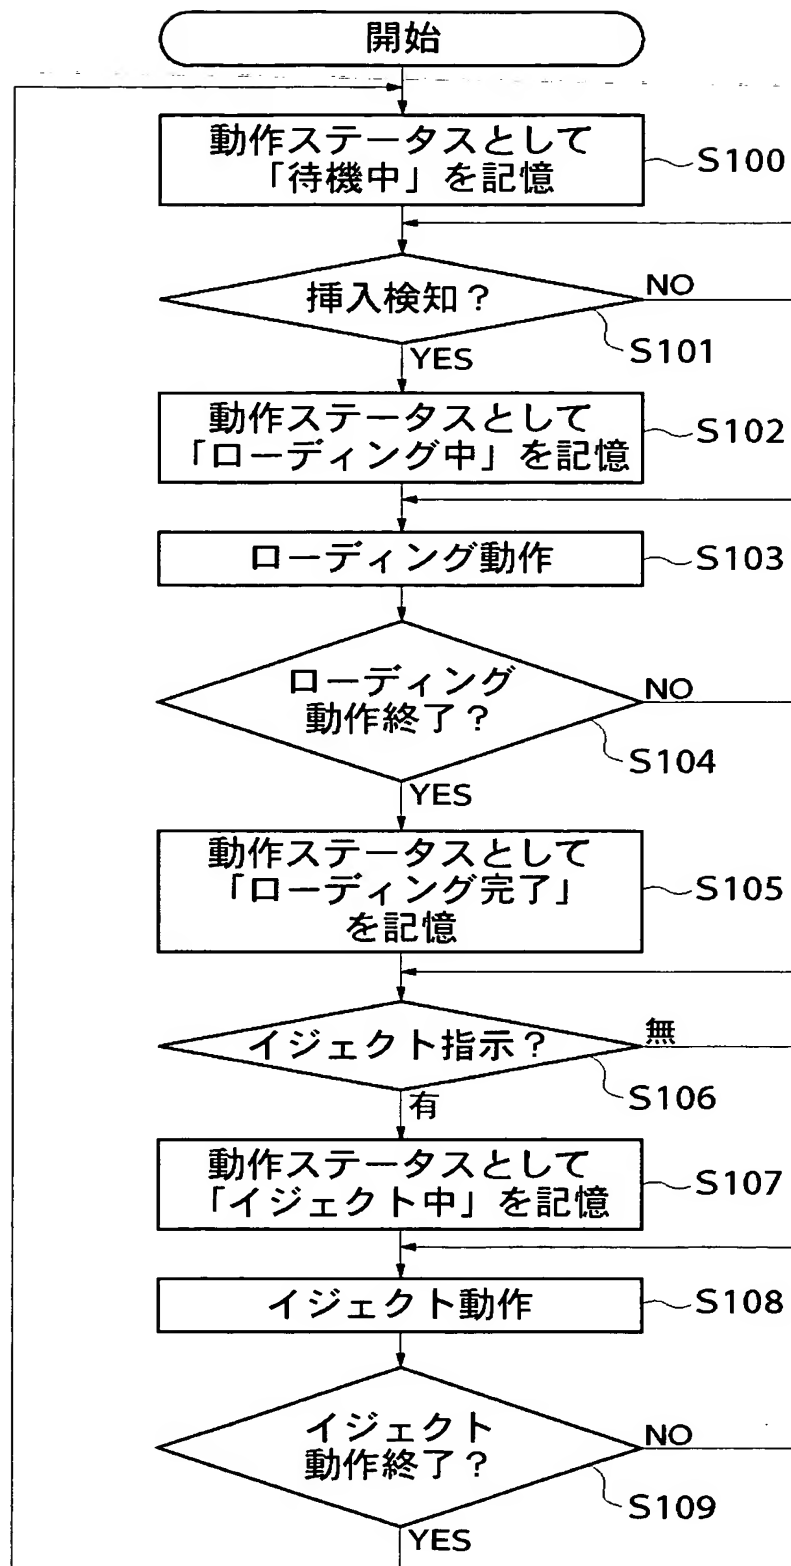 開始
動作ステータスとして
「待機中」を記憶
S100
挿入検知？
NO
S101
YES
動作ステータスとして
「ローディング中」を記憶
S102
ローディング動作
S103
ローディング
動作終了？
NO
S104
YES
動作ステータスとして
「ローディング完了」
を記憶
S105
イジェクト指示？
無
S106
有
動作ステータスとして
「イジェクト中」を記憶
S107
イジェクト動作
S108
イジェクト
動作終了？
NO
S109
YES